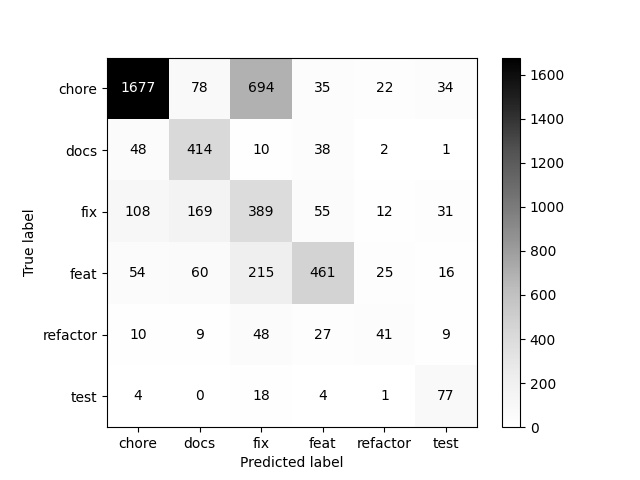 chore 1677 78 694 35 22 34
docs 48 414 10 38 2 1
fix 108 169 389 55 12 31
feat 54 60 215 461 25 16
refactor 10 9 48 27 41 9
test 4 0 18 4 1 77
chore docs fix feat refactor test
Predicted label
True label
1600
1400
1200
1000
800
600
400
200
0